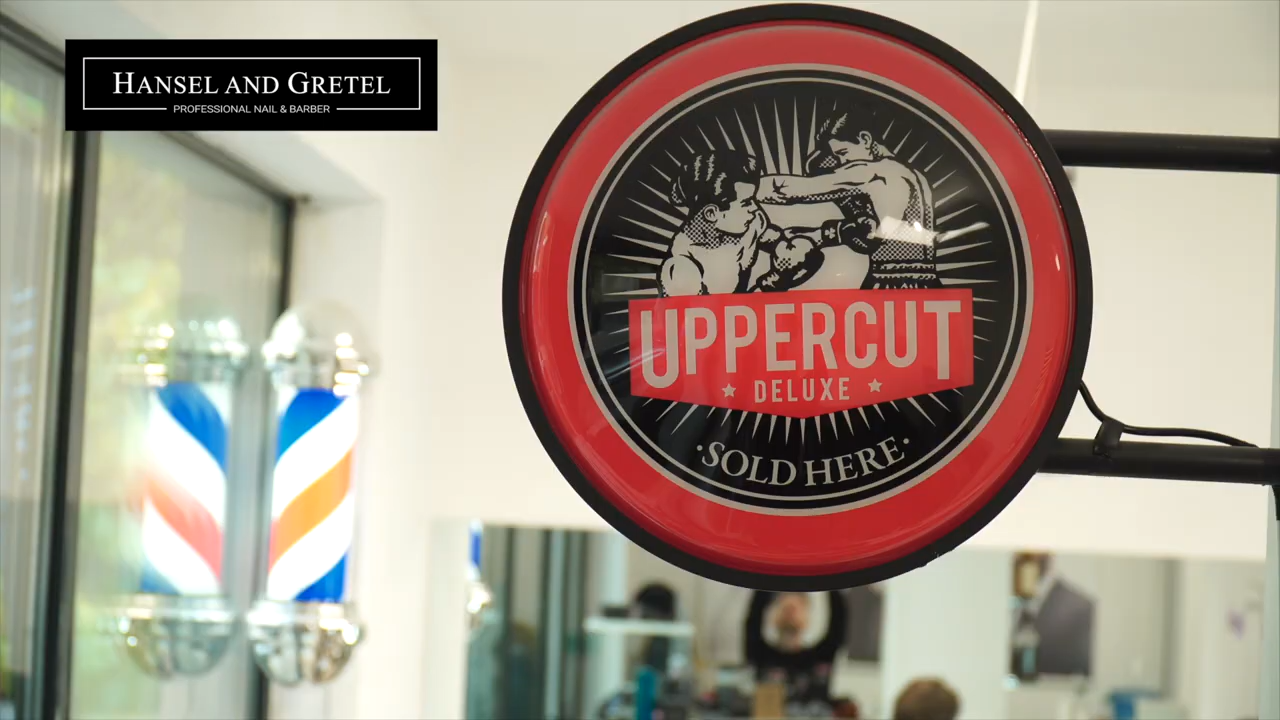 HANSEL AND GRETEL
PROFESSIONAL NAIL & BARBER
UPPERCUT
DELUXE
·SOLD HERE·